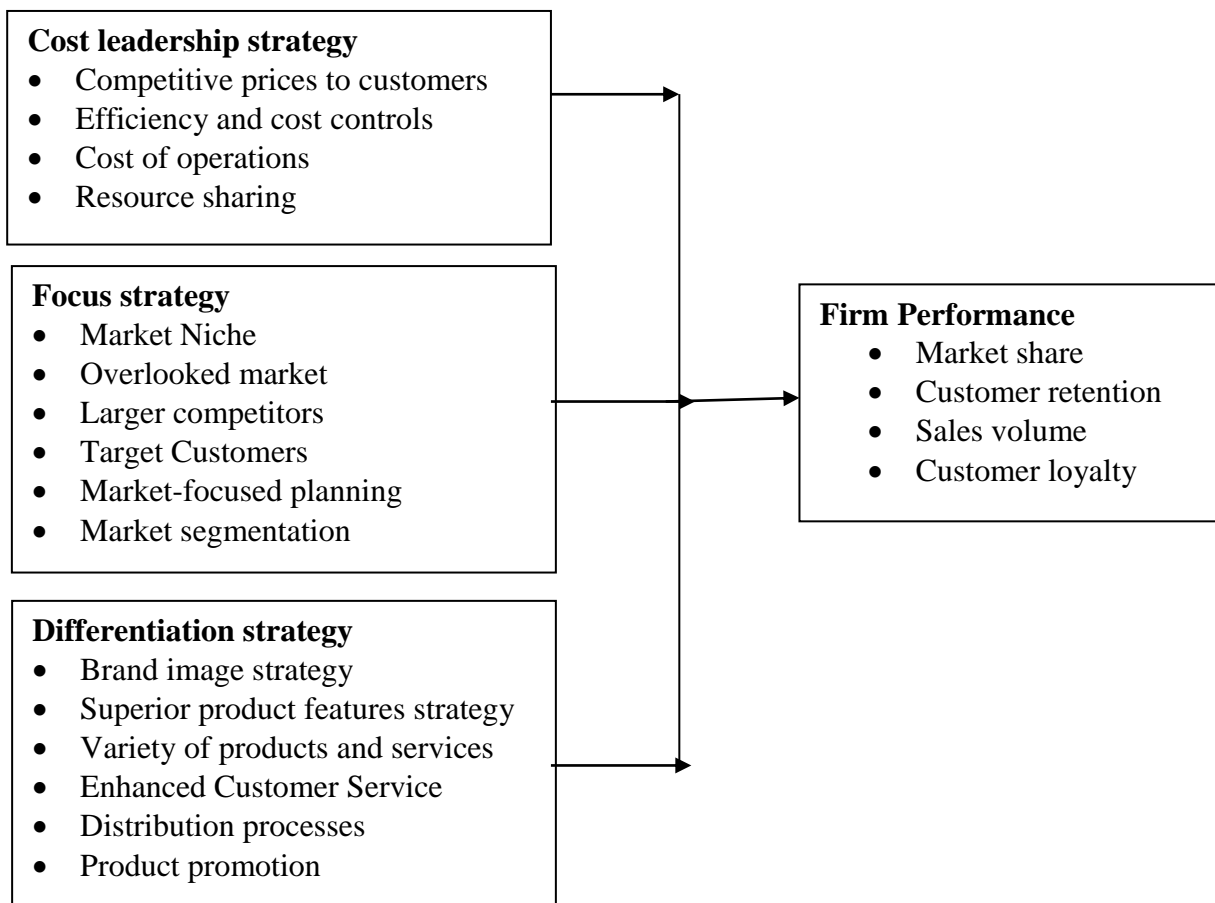 Cost leadership strategy
• Competitive prices to customers
• Efficiency and cost controls
• Cost of operations
• Resource sharing
Focus strategy
• Market Niche
• Overlooked market
• Larger competitors
• Target Customers
• Market-focused planning
• Market segmentation
Differentiation strategy
• Brand image strategy
• Superior product features strategy
• Variety of products and services
• Enhanced Customer Service
• Distribution processes
• Product promotion
Firm Performance
• Market share
• Customer retention
• Sales volume
• Customer loyalty